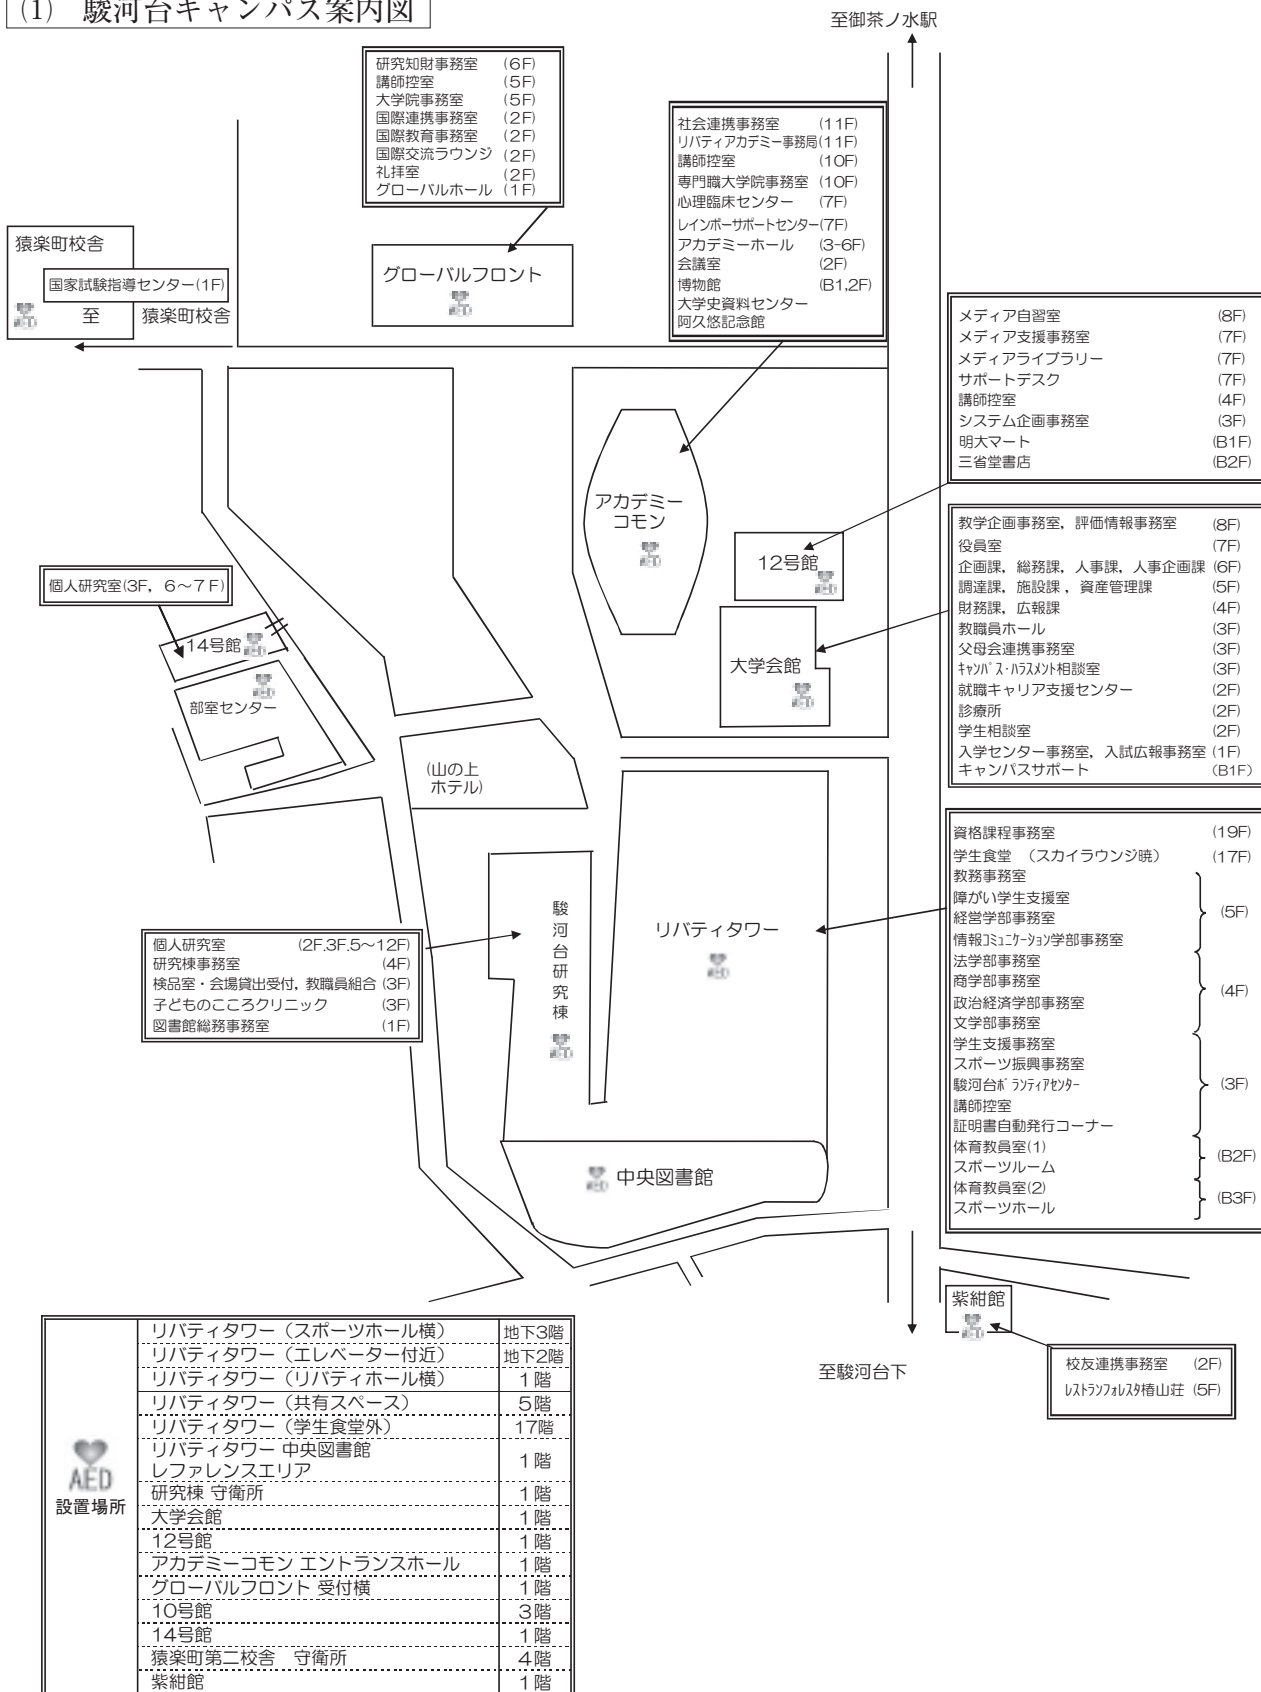 (1) 駿河台キャンパス案内図
至御茶ノ水駅
研究知財事務室 (6F)
講師控室 (5F)
大学院事務室 (5F)
国際連携事務室 (2F)
国際教育事務室 (2F)
国際交流ラウンジ (2F)
礼拝室 (2F)
グローバルホール (1F)
社会連携事務室 (11F)
リバティアカデミー事務局(11F)
講師控室 (10F)
専門職大学院事務室 (10F)
心理臨床センター (7F)
レインボーサポートセンター(7F)
アカデミーホール (3-6F)
会議室 (2F)
博物館 (B1,2F)
大学史資料センター
阿久悠記念館
猿楽町校舎
国家試験指導センター(1F)
AED
至 猿楽町校舎
グローバルフロント
AED
メディア自習室 (8F)
メディア支援事務室 (7F)
メディアライブラリー (7F)
サポートデスク (7F)
講師控室 (4F)
システム企画事務室 (3F)
明大マート (B1F)
三省堂書店 (B2F)
アカデミー
コモン
AED
12号館
AED
教学企画事務室，評価情報事務室 (8F)
役員室 (7F)
企画課，総務課，人事課，人事企画課 (6F)
調達課，施設課，資産管理課 (5F)
財務課，広報課 (4F)
教職員ホール (3F)
父母会連携事務室 (3F)
ｷｬﾝﾊﾟｽ･ﾊﾗｽﾒﾝﾄ相談室 (3F)
就職キャリア支援センター (2F)
診療所 (2F)
学生相談室 (2F)
入学センター事務室，入試広報事務室 (1F)
キャンパスサポート (B1F)
個人研究室(3F，6～7F)
14号館
AED
大学会館
AED
部室センター
AED
(山の上
ホテル)
資格課程事務室 (19F)
学生食堂 （スカイラウンジ暁） (17F)
教務事務室
障がい学生支援室
経営学部事務室
情報ｺﾐｭﾆｹｰｼｮﾝ学部事務室
(5F)
法学部事務室
商学部事務室
政治経済学部事務室
文学部事務室
(4F)
学生支援事務室
スポーツ振興事務室
駿河台ﾎﾞﾗﾝﾃｨｱｾﾝﾀｰ
講師控室
証明書自動発行コーナー
(3F)
体育教員室(1)
スポーツルーム
(B2F)
体育教員室(2)
スポーツホール
(B3F)
駿河台研究棟
AED
リバティタワー
AED
個人研究室 (2F.3F.5～12F)
研究棟事務室 (4F)
検品室・会場貸出受付，教職員組合 (3F)
子どものこころクリニック (3F)
図書館総務事務室 (1F)
AED 中央図書館
紫紺館
AED
校友連携事務室 (2F)
ﾚｽﾄﾗﾝﾌｫﾚｽﾀ椿山荘 (5F)
至駿河台下
AED
設置場所
リバティタワー（スポーツホール横） 地下3階
リバティタワー（エレベーター付近） 地下2階
リバティタワー（リバティホール横） 1階
リバティタワー（共有スペース） 5階
リバティタワー（学生食堂外） 17階
リバティタワー 中央図書館
レファレンスエリア 1階
研究棟 守衛所 1階
大学会館 1階
12号館 1階
アカデミーコモン エントランスホール 1階
グローバルフロント 受付横 1階
10号館 3階
14号館 1階
猿楽町第二校舎 守衛所 4階
紫紺館 1階